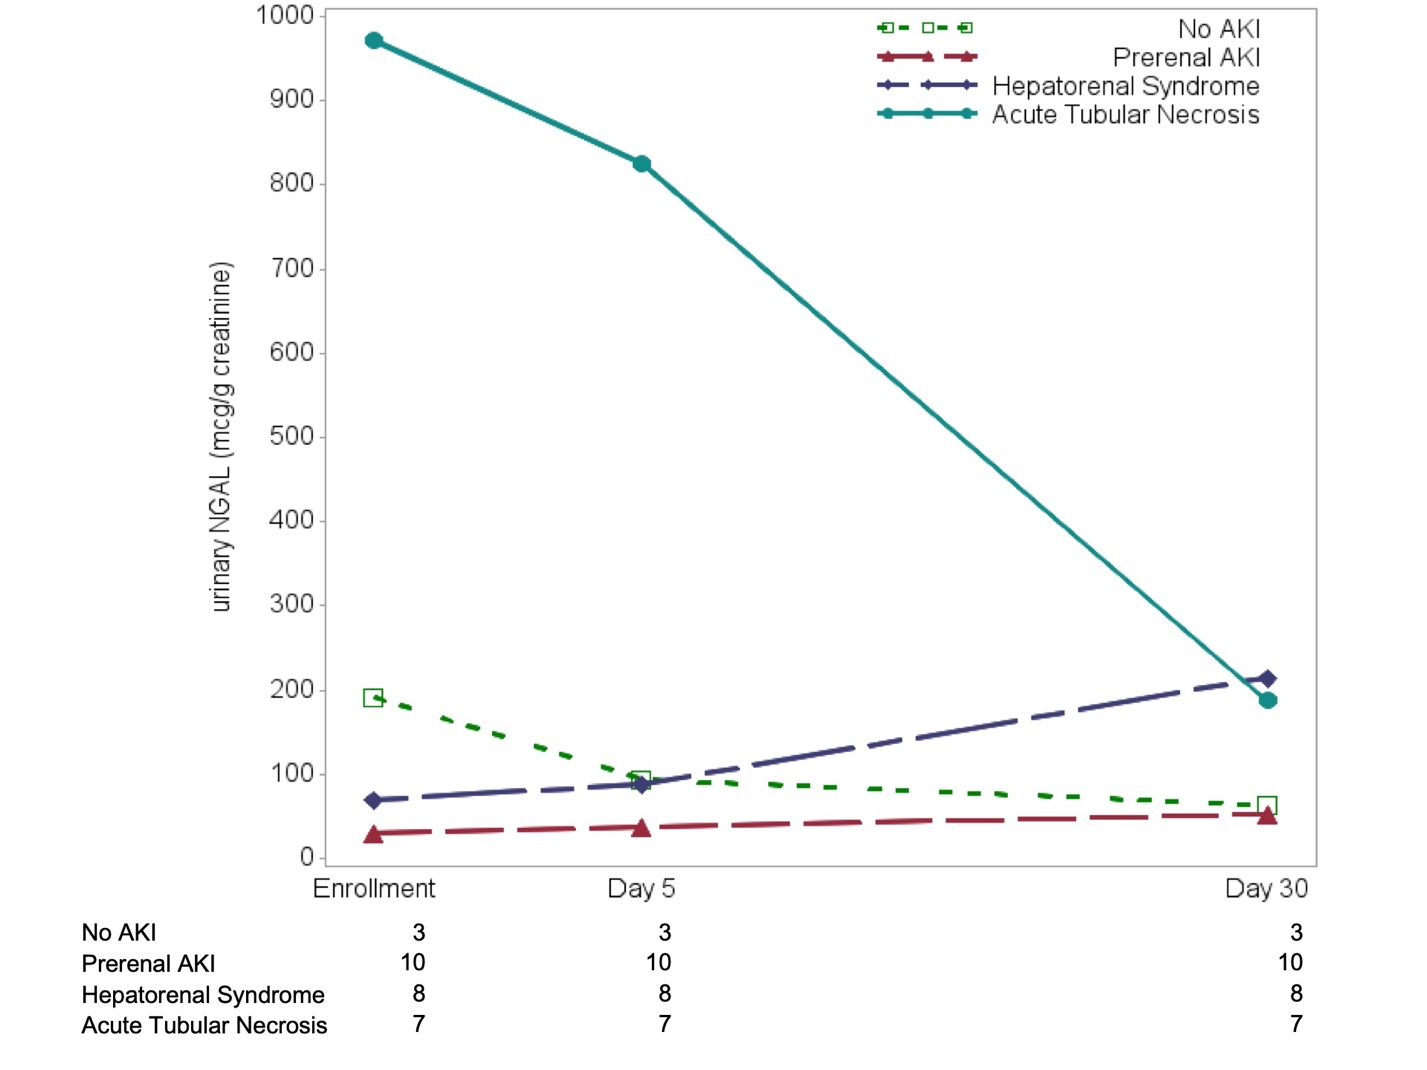 1000
900
800
700
600
500
400
300
200
100
0
urinary NGAL (mcg/g creatinine)
No AKI
Prerenal AKI
Hepatorenal Syndrome
Acute Tubular Necrosis
Enrollment Day 5 Day 30
No AKI 3 3 3
Prerenal AKI 10 10 10
Hepatorenal Syndrome 8 8 8
Acute Tubular Necrosis 7 7 7